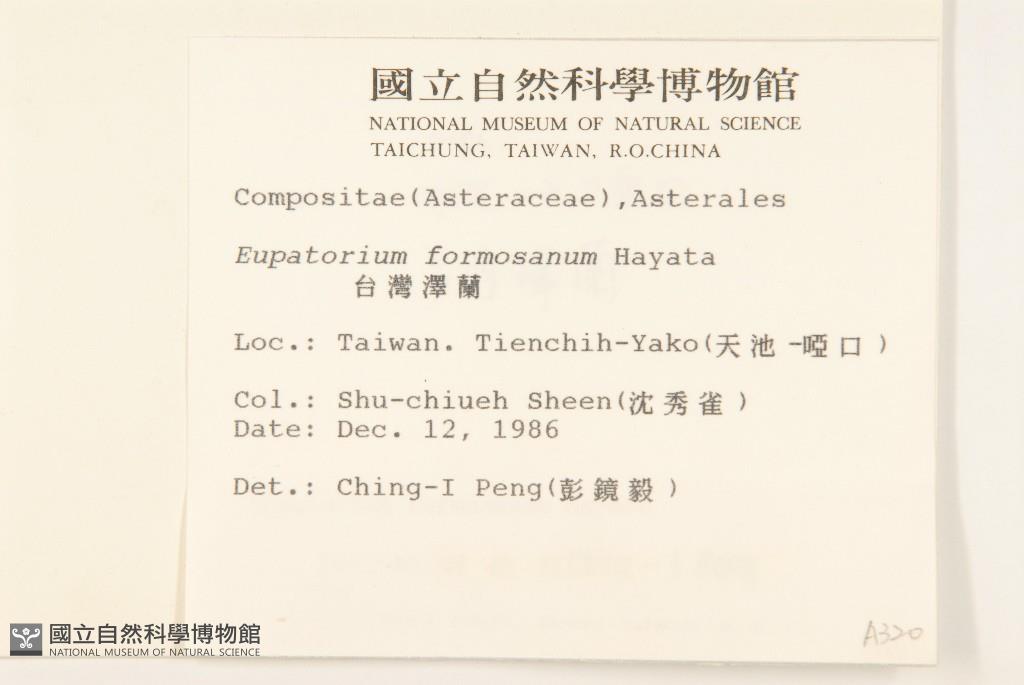 國立自然科學博物館
NATIONAL MUSEUM OF NATURAL SCIENCE
TAICHUNG, TAIWAN, R.O.CHINA
Compositae(Asteraceae),Asterales
Eupatorium formosanum Hayata
台灣澤蘭
Loc.: Taiwan. Tienchih-Yako(天池-啞口)
Col.: Shu-chiueh Sheen(沈秀雀)
Date: Dec. 12, 1986
Det.: Ching-I Peng(彭鏡毅)
A320
國立自然科學博物館
NATIONAL MUSEUM OF NATURAL SCIENCE